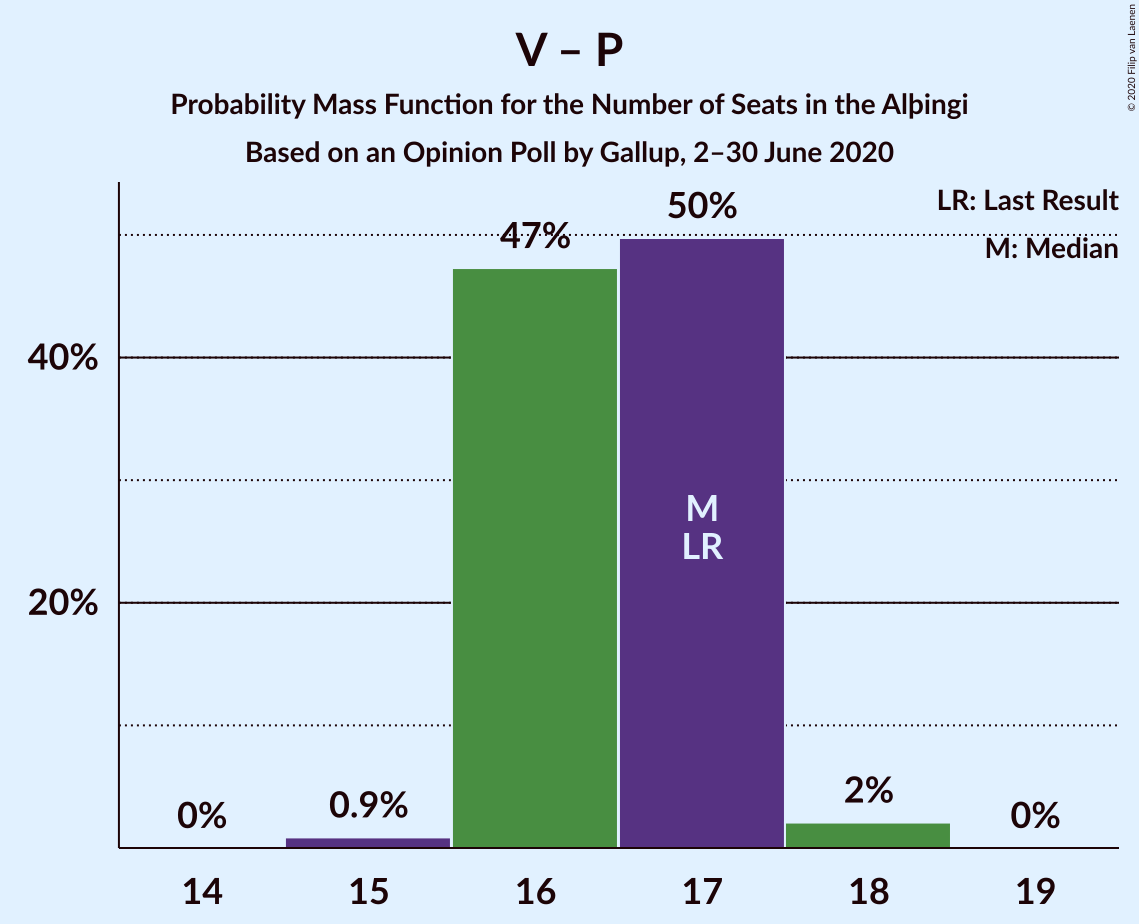 V – P
Probability Mass Function for the Number of Seats in the Alþingi
Based on an Opinion Poll by Gallup, 2–30 June 2020
© 2020 Filip van Laenen
LR: Last Result
M: Median
50%
47%
40%
M
LR
20%
0%
0.9%
2%
0%
14
15
16
17
18
19